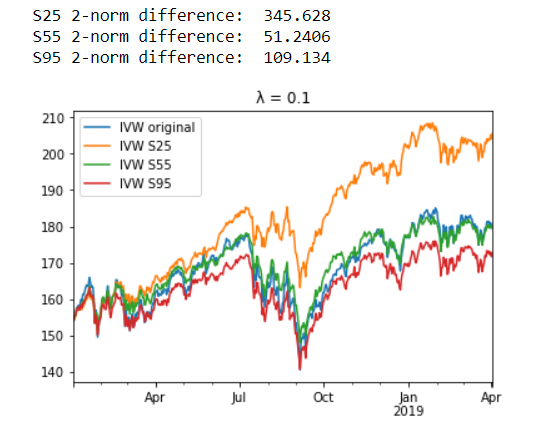 S25 2-norm difference:  345.628
S55 2-norm difference:  51.2406
S95 2-norm difference:  109.134
λ = 0.1
IVW original
IVW S25
IVW S55
IVW S95
210
200
190
180
170
160
150
140
Apr
Jul
Oct
Jan
2019
Apr